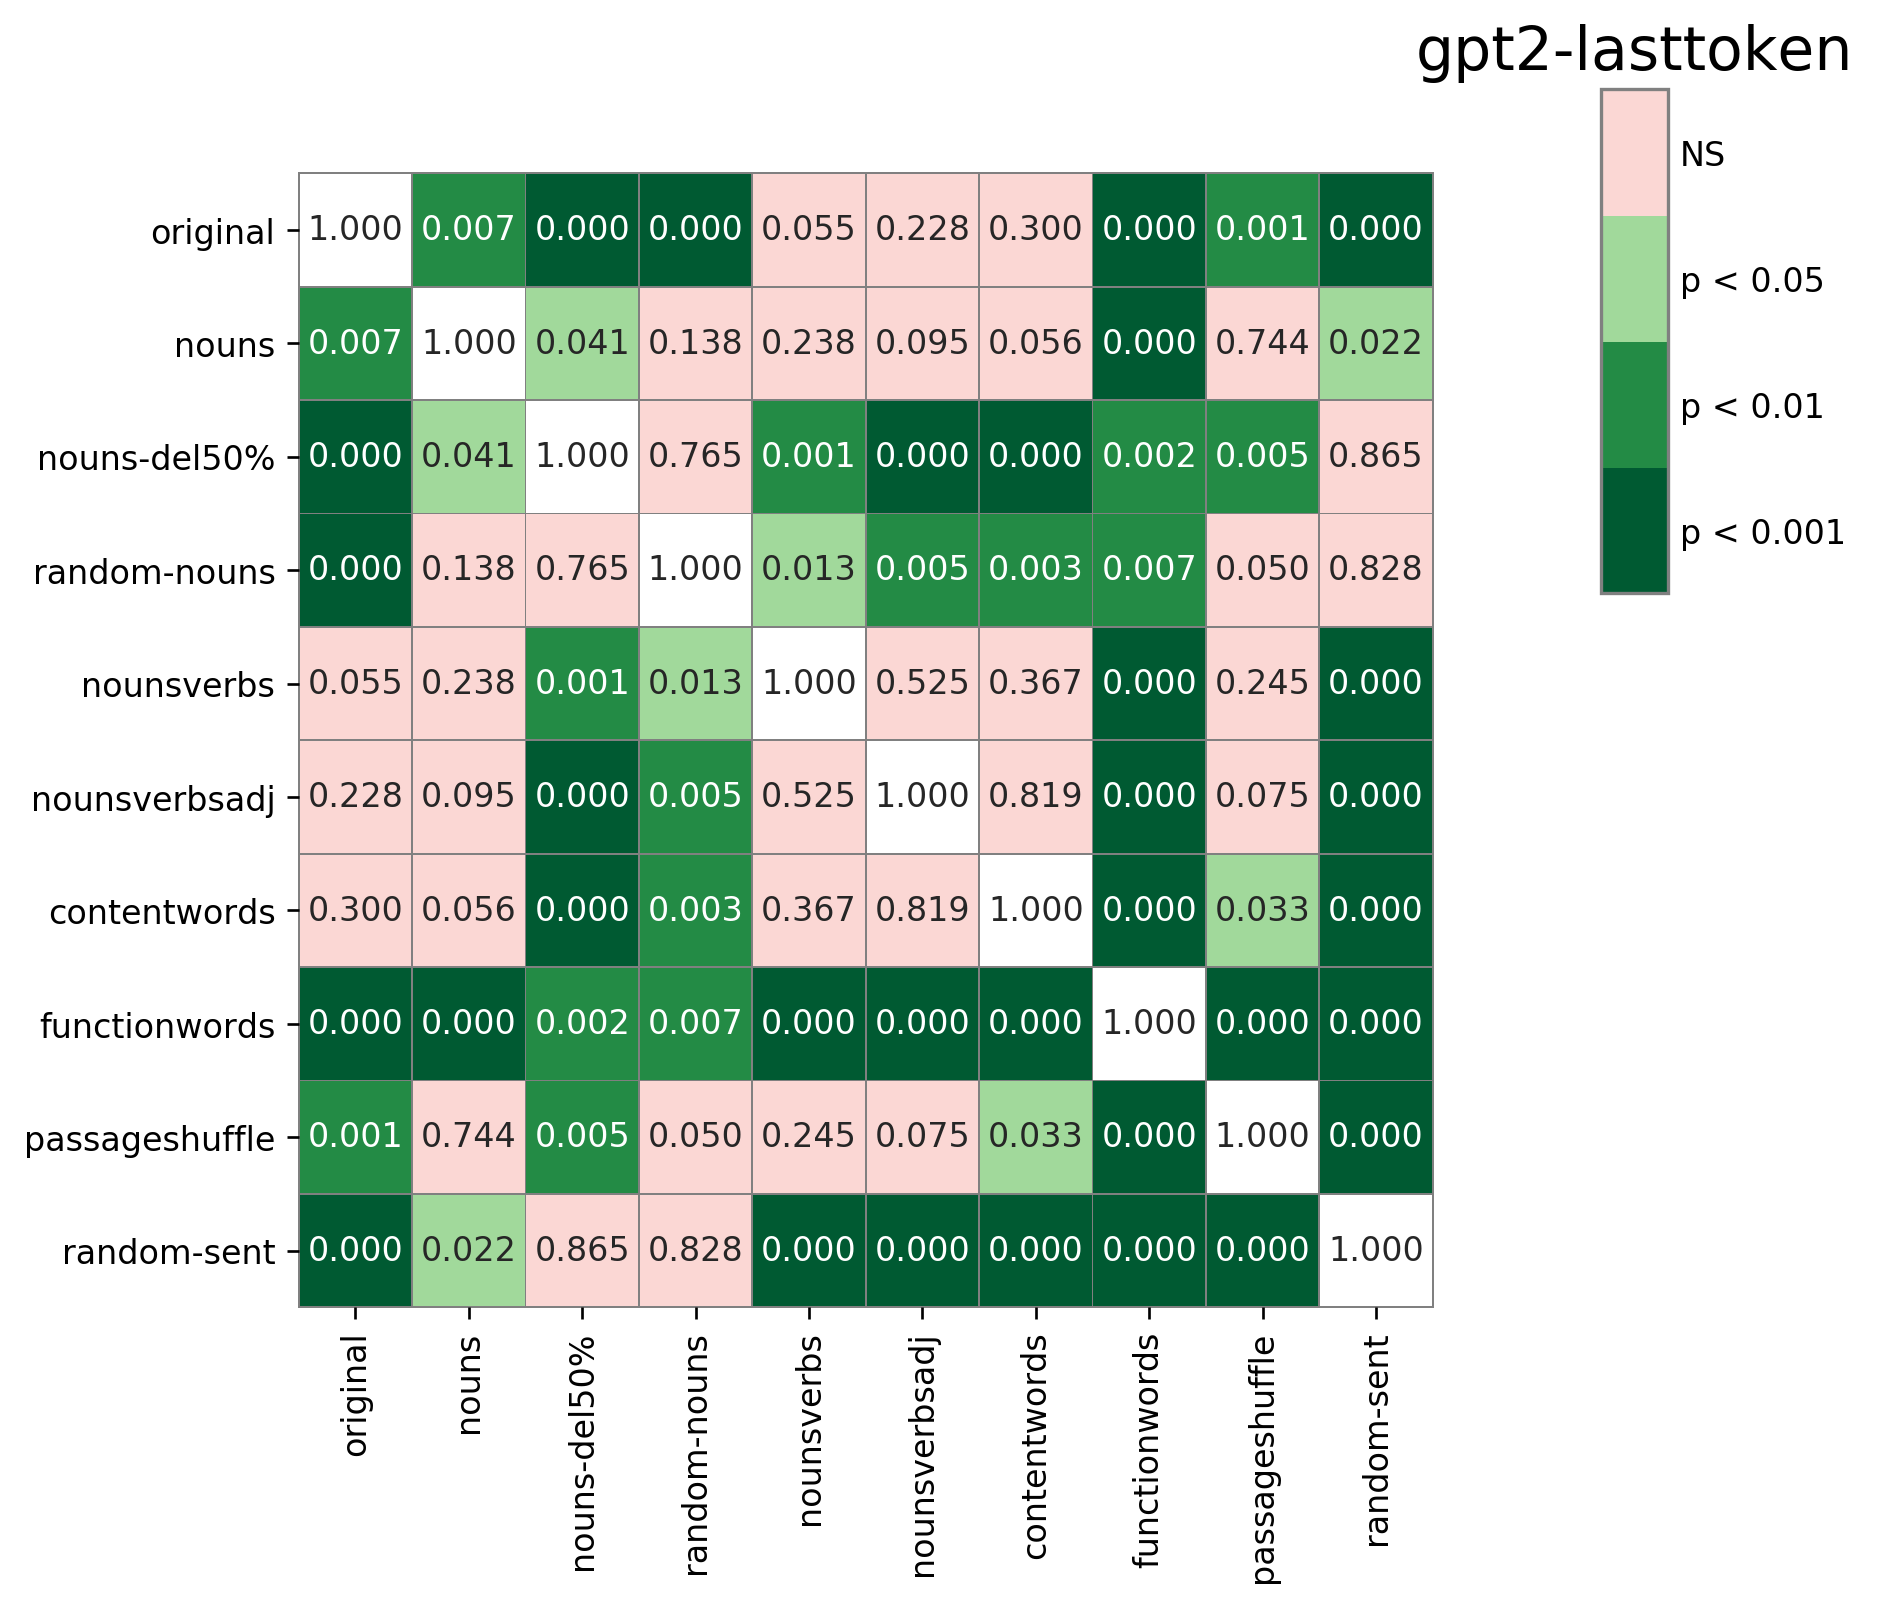 gpt2-lasttoken
NS
p < 0.05
p < 0.01
p < 0.001
original 1.000 0.007 0.000 0.000 0.055 0.228 0.300 0.000 0.001 0.000
nouns 0.007 1.000 0.041 0.138 0.238 0.095 0.056 0.000 0.744 0.022
nouns-del50% 0.000 0.041 1.000 0.765 0.001 0.000 0.000 0.002 0.005 0.865
random-nouns 0.000 0.138 0.765 1.000 0.013 0.005 0.003 0.007 0.050 0.828
nounsverbs 0.055 0.238 0.001 0.013 1.000 0.525 0.367 0.000 0.245 0.000
nounsverbsadj 0.228 0.095 0.000 0.005 0.525 1.000 0.819 0.000 0.075 0.000
contentwords 0.300 0.056 0.000 0.003 0.367 0.819 1.000 0.000 0.033 0.000
functionwords 0.000 0.000 0.002 0.007 0.000 0.000 0.000 1.000 0.000 0.000
passageshuffle 0.001 0.744 0.005 0.050 0.245 0.075 0.033 0.000 1.000 0.000
random-sent 0.000 0.022 0.865 0.828 0.000 0.000 0.000 0.000 0.000 1.000
original
nouns
nouns-del50%
random-nouns
nounsverbs
nounsverbsadj
contentwords
functionwords
passageshuffle
random-sent